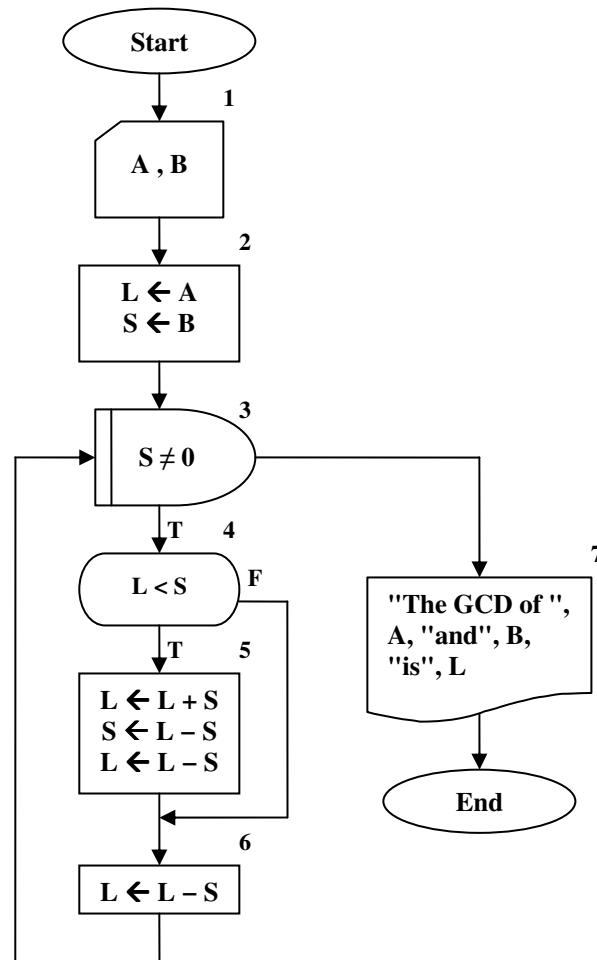 Start
1
A , B
2
L ← A
S ← B
3
S ≠ 0
T
4
L < S
F
T
5
L ← L + S
S ← L – S
L ← L – S
6
L ← L – S
7
"The GCD of ",
A, "and", B,
"is", L
End